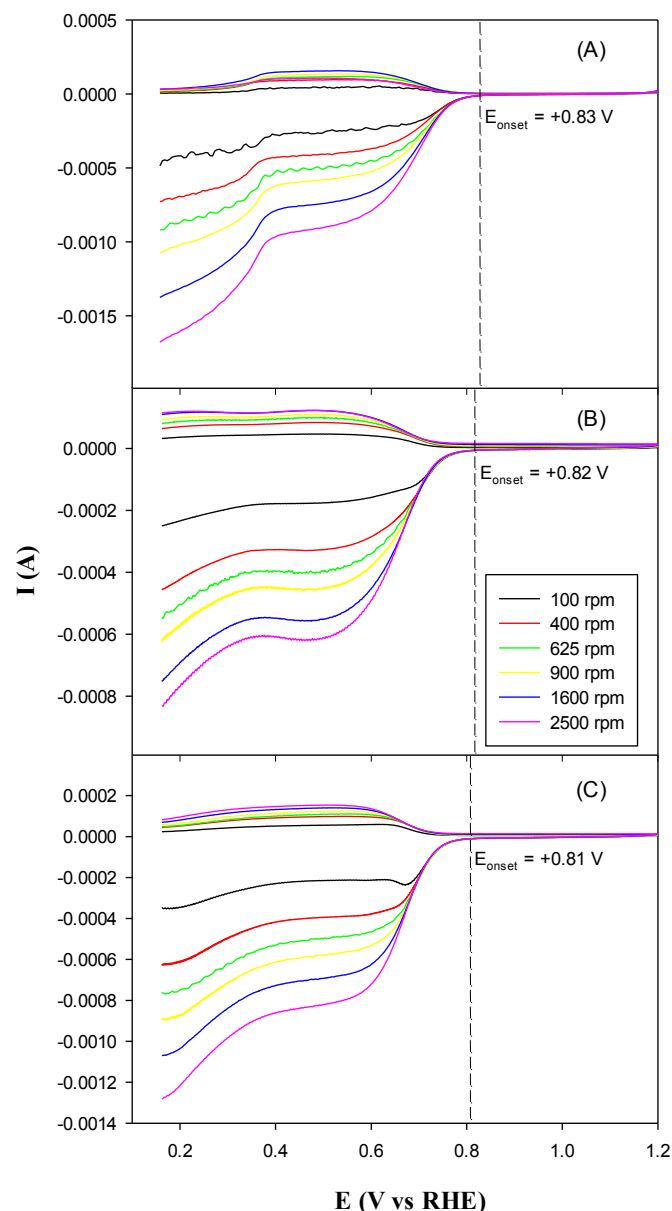 0.0005
(A)
0.0000
E_onset = +0.83 V
-0.0005
-0.0010
-0.0015
(B)
0.0000
E_onset = +0.82 V
-0.0002
I (A)
-0.0004
-0.0006
-0.0008
100 rpm
400 rpm
625 rpm
900 rpm
1600 rpm
2500 rpm
(C)
0.0002
0.0000
E_onset = +0.81 V
-0.0002
-0.0004
-0.0006
-0.0008
-0.0010
-0.0012
-0.0014
0.2 0.4 0.6 0.8 1.0 1.2
E (V vs RHE)